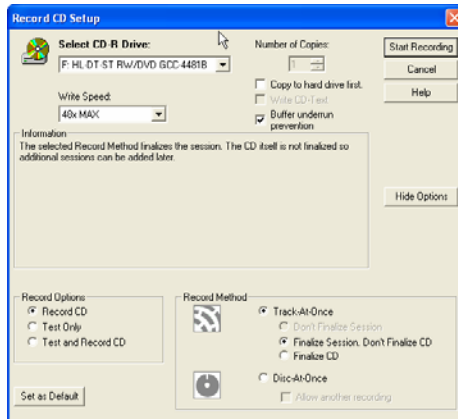 Record CD Setup
Select CD-R Drive:
F: HL-DT-ST RW/DVD GCC-4481B
Write Speed:
48x MAX
Number of Copies:
1
Copy to hard drive first.
Write CD-Text
Buffer underrun
prevention
Start Recording
Cancel
Help
Information
The selected Record Method finalizes the session. The CD itself is not finalized so
additional sessions can be added later.
Hide Options
Record Options
Record CD
Test Only
Test and Record CD
Set as Default
Record Method
Track-At-Once
Don't Finalize Session
Finalize Session. Don't Finalize CD
Finalize CD
Disc-At-Once
Allow another recording